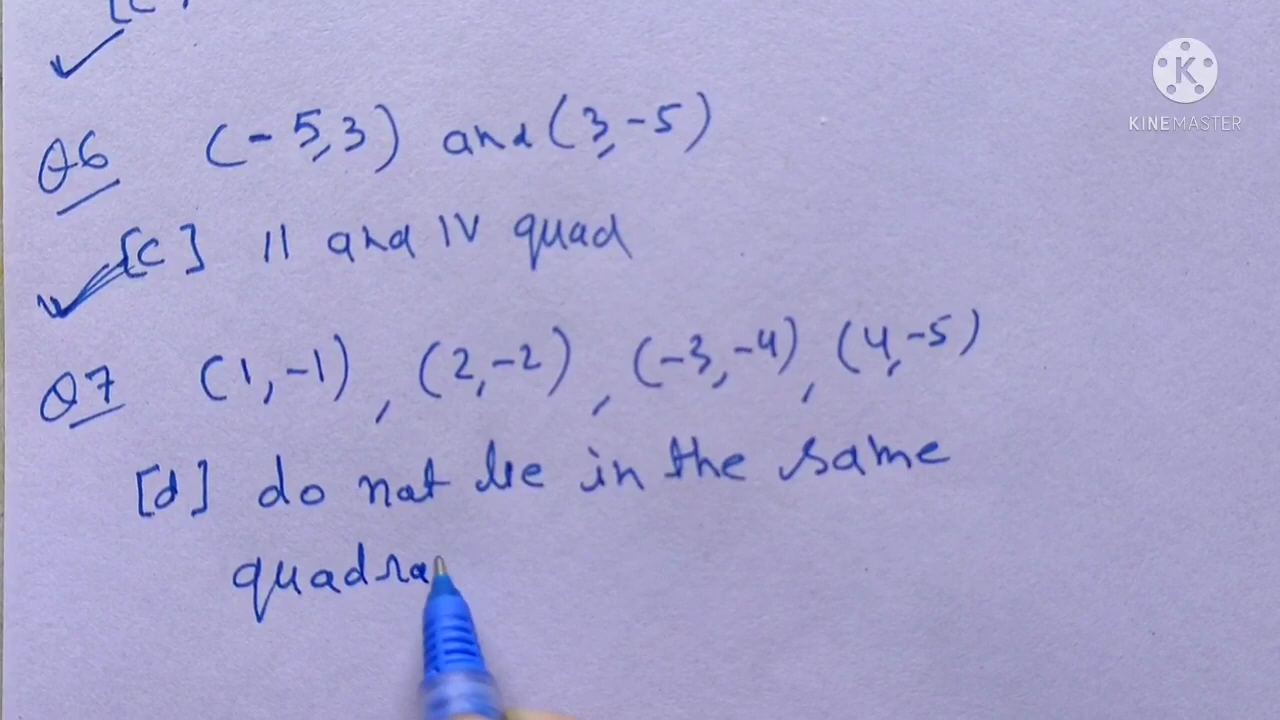 [c]
KINEMASTER
Q6 (-5,3) and (3,-5)
[c] II and IV quad
Q7 (1,-1), (2,-2), (-3,-4), (4,-5)
[d] do not lie in the same
quadra